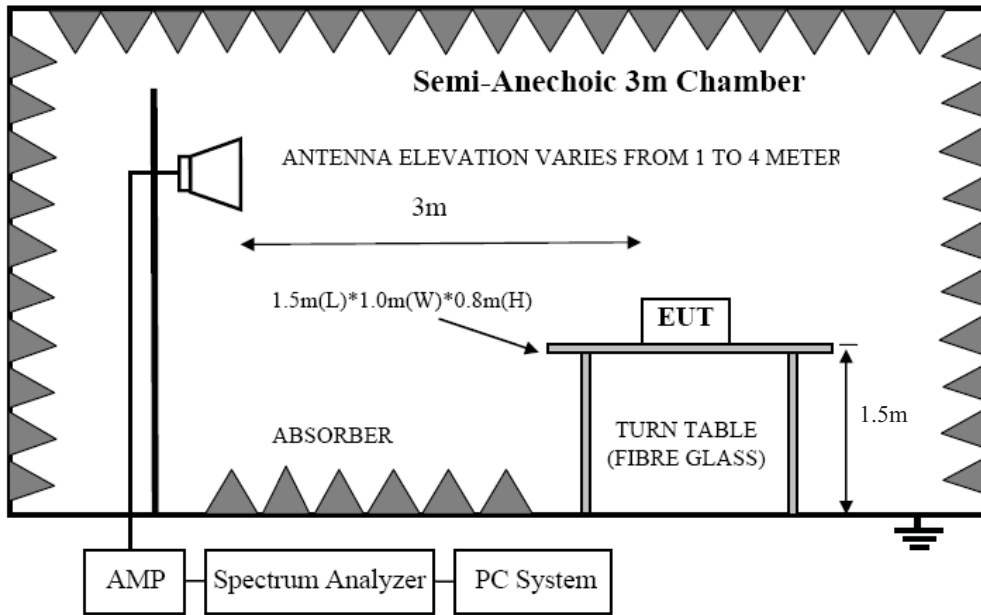 Semi-Anechoic 3m Chamber
ANTENNA ELEVATION VARIES FROM 1 TO 4 METER
3m
1.5m(L)*1.0m(W)*0.8m(H)
EUT
1.5m
ABSORBER
TURN TABLE
(FIBRE GLASS)
AMP
Spectrum Analyzer
PC System